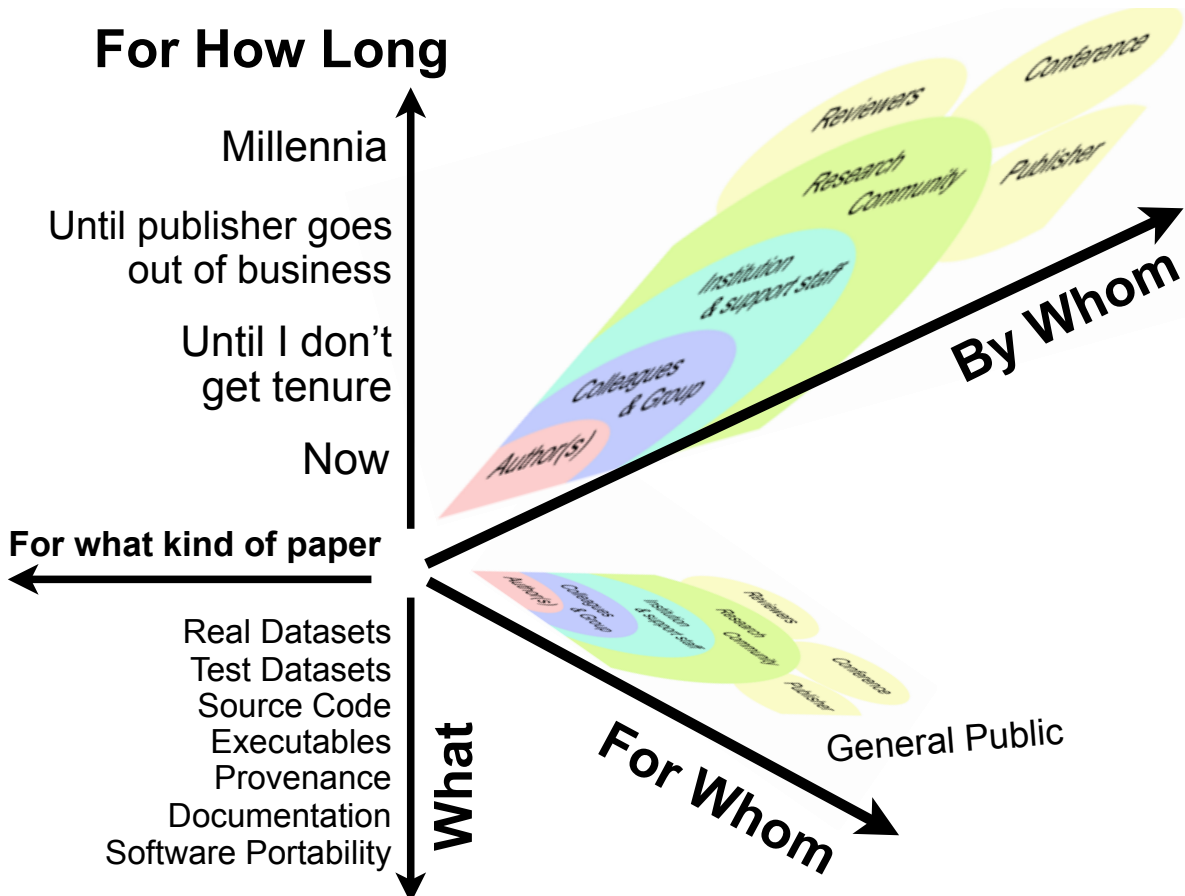 For How Long
Millennia
Until publisher goes
out of business
Until I don't
get tenure
Now
Conference
Reviewers
Publisher
Research
Community
Institution
& support staff
Colleagues
& Group
Author(s)
By Whom
For what kind of paper
Real Datasets
Test Datasets
Source Code
Executables
Provenance
Documentation
Software Portability
What
Author(s)
Colleagues
& Group
Institution
& support staff
Research
Community
Reviewers
Conference
Publisher
General Public
For Whom